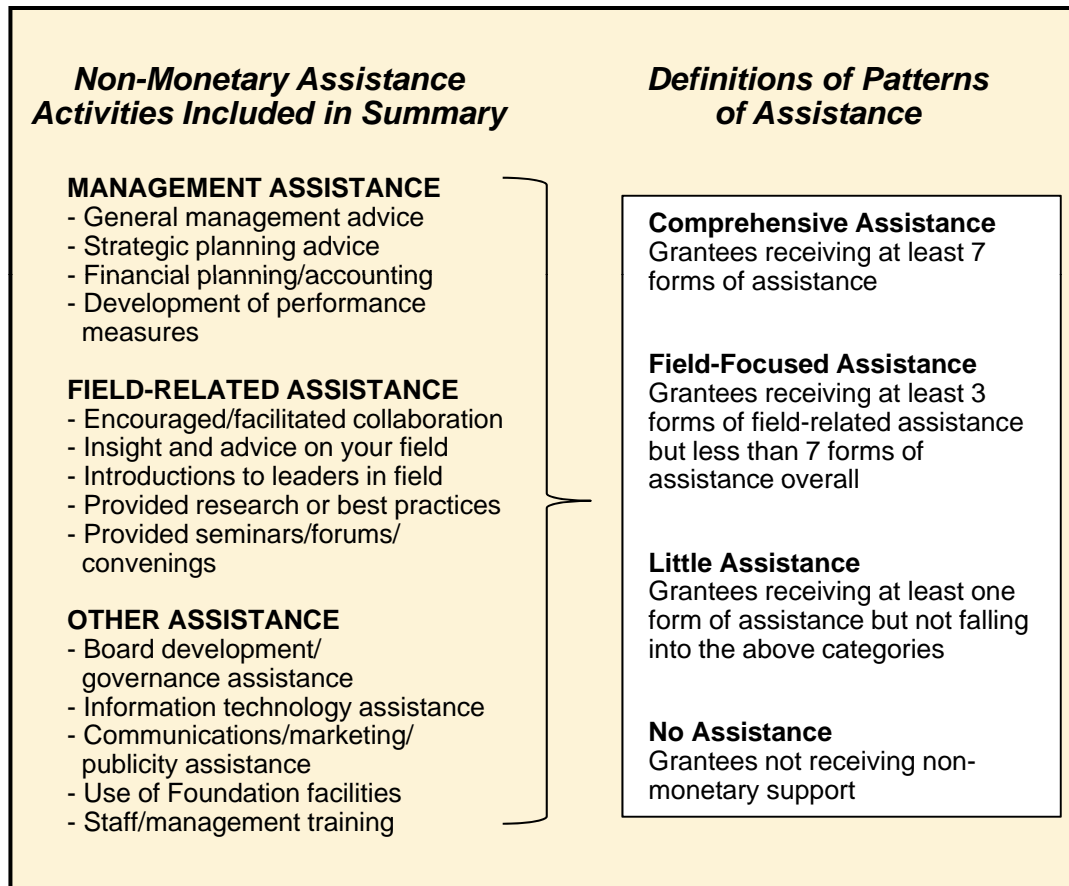 Non-Monetary Assistance
Activities Included in Summary
MANAGEMENT ASSISTANCE
- General management advice
- Strategic planning advice
- Financial planning/accounting
- Development of performance
measures
FIELD-RELATED ASSISTANCE
- Encouraged/facilitated collaboration
- Insight and advice on your field
- Introductions to leaders in field
- Provided research or best practices
- Provided seminars/forums/
convenings
OTHER ASSISTANCE
- Board development/
governance assistance
- Information technology assistance
- Communications/marketing/
publicity assistance
- Use of Foundation facilities
- Staff/management training
Definitions of Patterns
of Assistance
Comprehensive Assistance
Grantees receiving at least 7
forms of assistance
Field-Focused Assistance
Grantees receiving at least 3
forms of field-related assistance
but less than 7 forms of
assistance overall
Little Assistance
Grantees receiving at least one
form of assistance but not falling
into the above categories
No Assistance
Grantees not receiving non-
monetary support